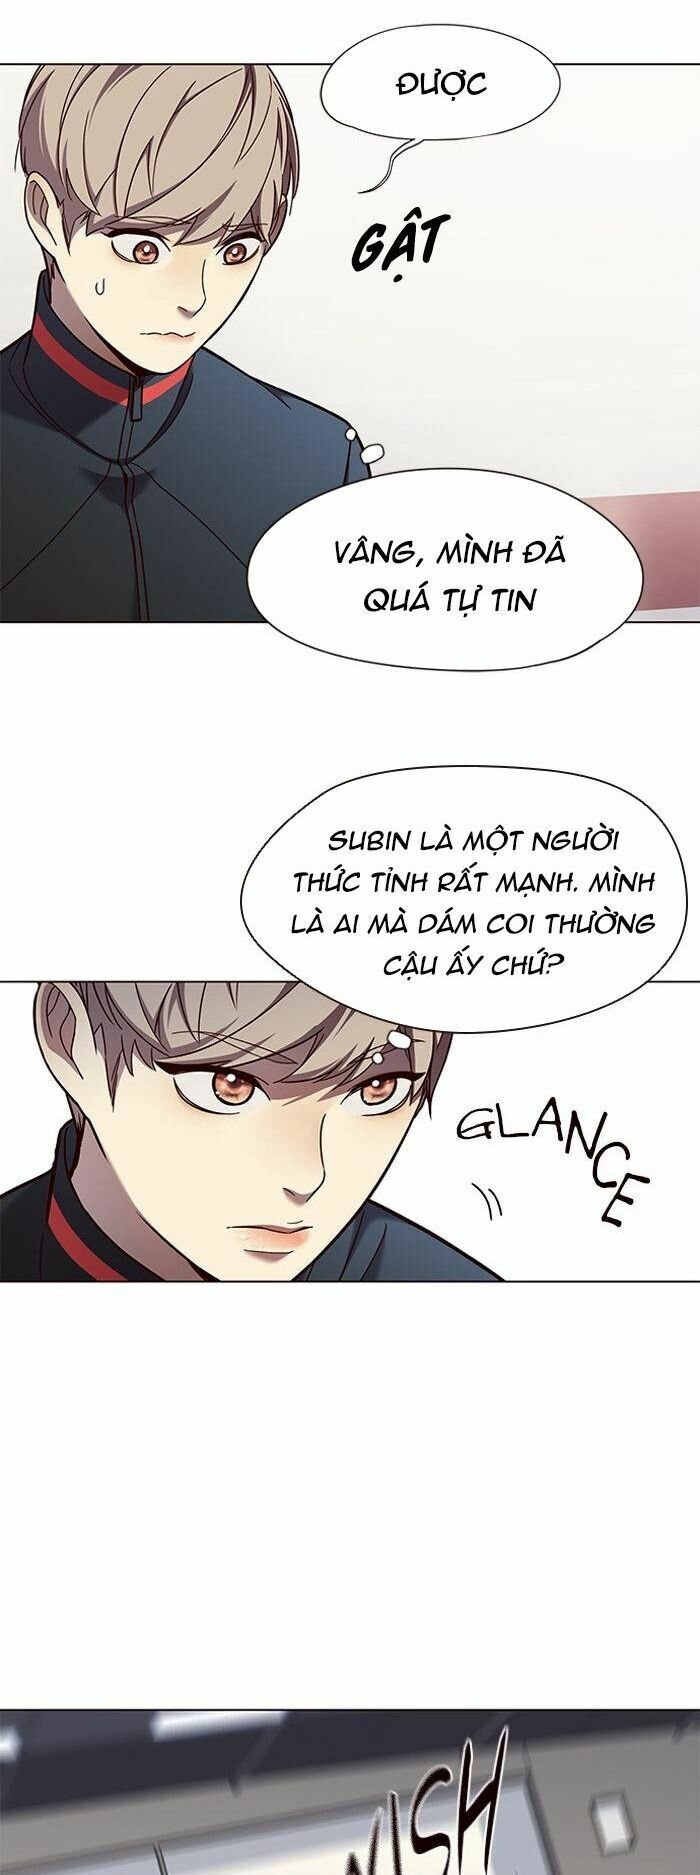 ĐƯỢC
GẬT
VÂNG, MÌNH ĐÃ
QUÁ TỰ TIN
SUBIN LÀ MỘT NGƯỜI
THỨC TỈNH RẤT MẠNH. MÌNH
LÀ AI MÀ DÁM COI THƯỜNG
CẬU ẤY CHỨ?
GLANCE